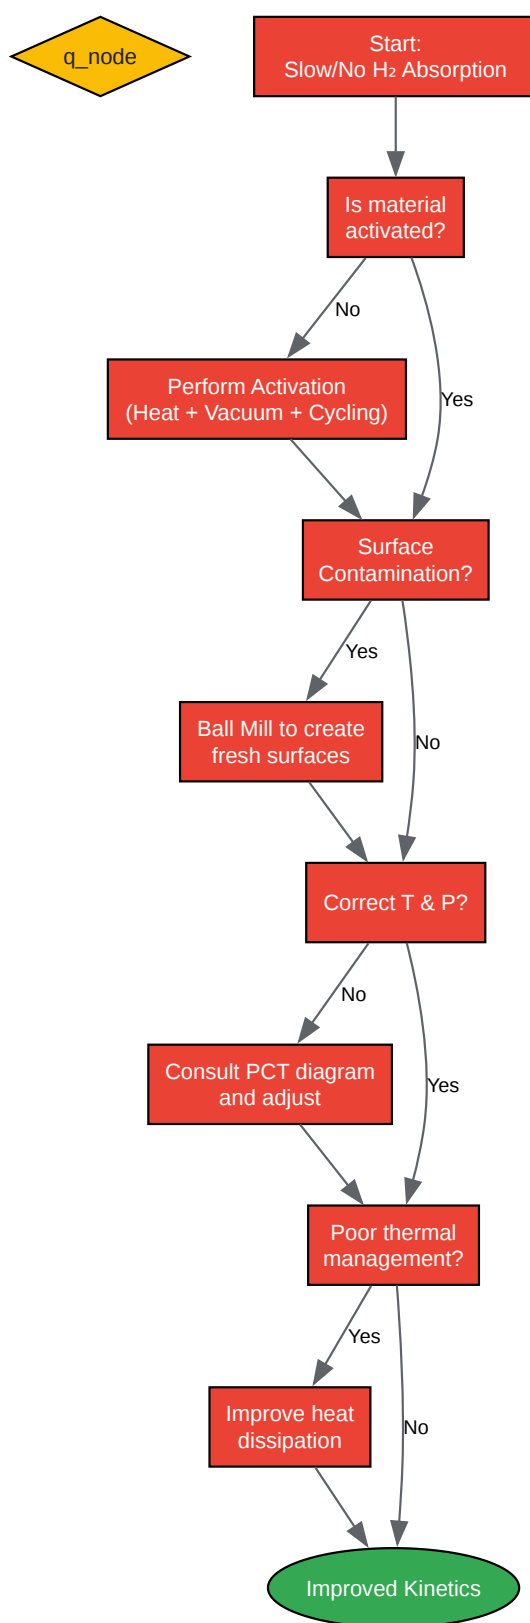 q_node
Start:
Slow/No H₂ Absorption
Is material
activated?
No
Yes
Perform Activation
(Heat + Vacuum + Cycling)
Surface
Contamination?
Yes
No
Ball Mill to create
fresh surfaces
Correct T & P?
No
Yes
Consult PCT diagram
and adjust
Poor thermal
management?
Yes
No
Improve heat
dissipation
Improved Kinetics